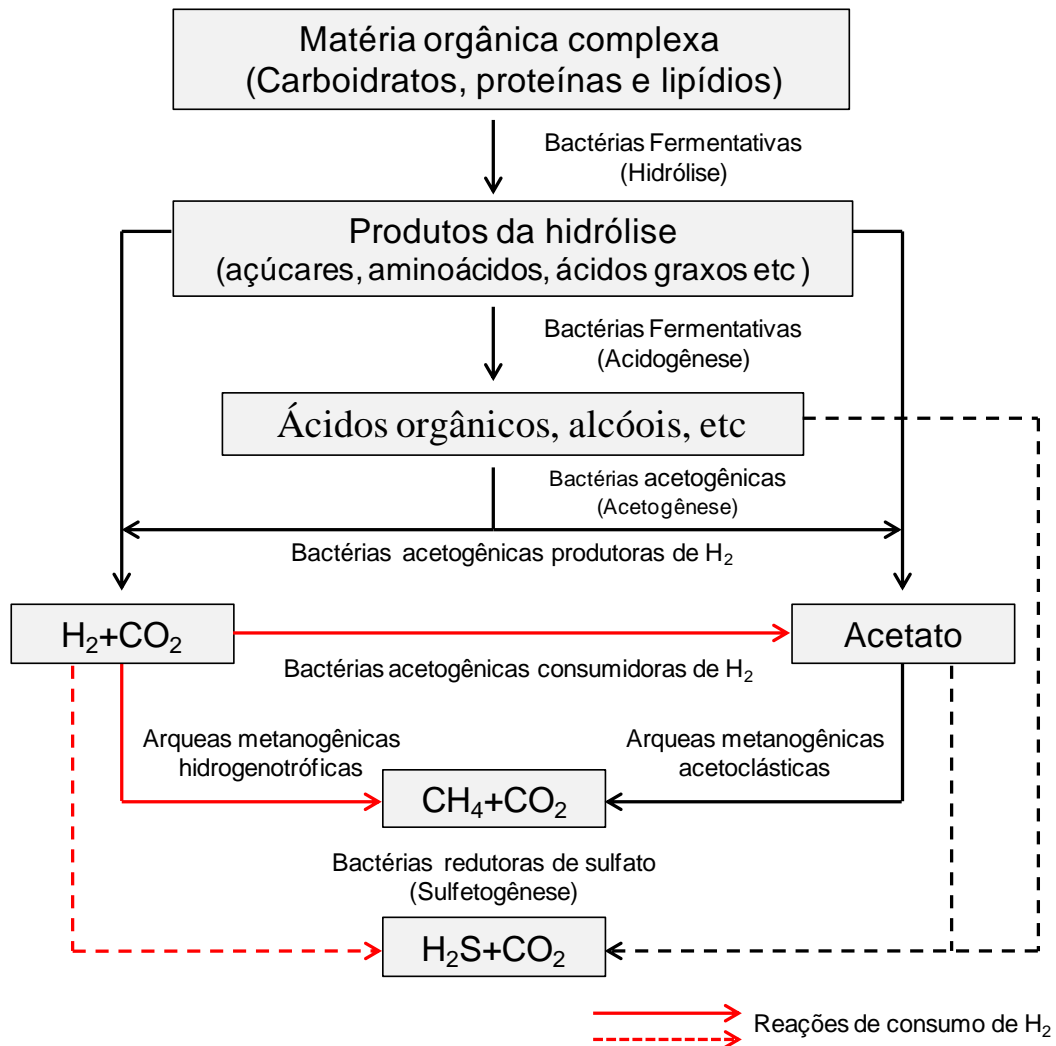 Matéria orgânica complexa
(Carboidratos, proteínas e lipídios)
Bactérias Fermentativas
(Hidrólise)
Produtos da hidrólise
(açúcares, aminoácidos, ácidos graxos etc )
Bactérias Fermentativas
(Acidogênese)
Ácidos orgânicos, alcóois, etc
Bactérias acetogênicas
(Acetogênese)
Bactérias acetogênicas produtoras de H₂
H₂+CO₂
Acetato
Bactérias acetogênicas consumidoras de H₂
Arqueas metanogênicas
hidrogenotróficas
Arqueas metanogênicas
acetoclásticas
CH₄+CO₂
Bactérias redutoras de sulfato
(Sulfetogênese)
H₂S+CO₂
Reações de consumo de H₂